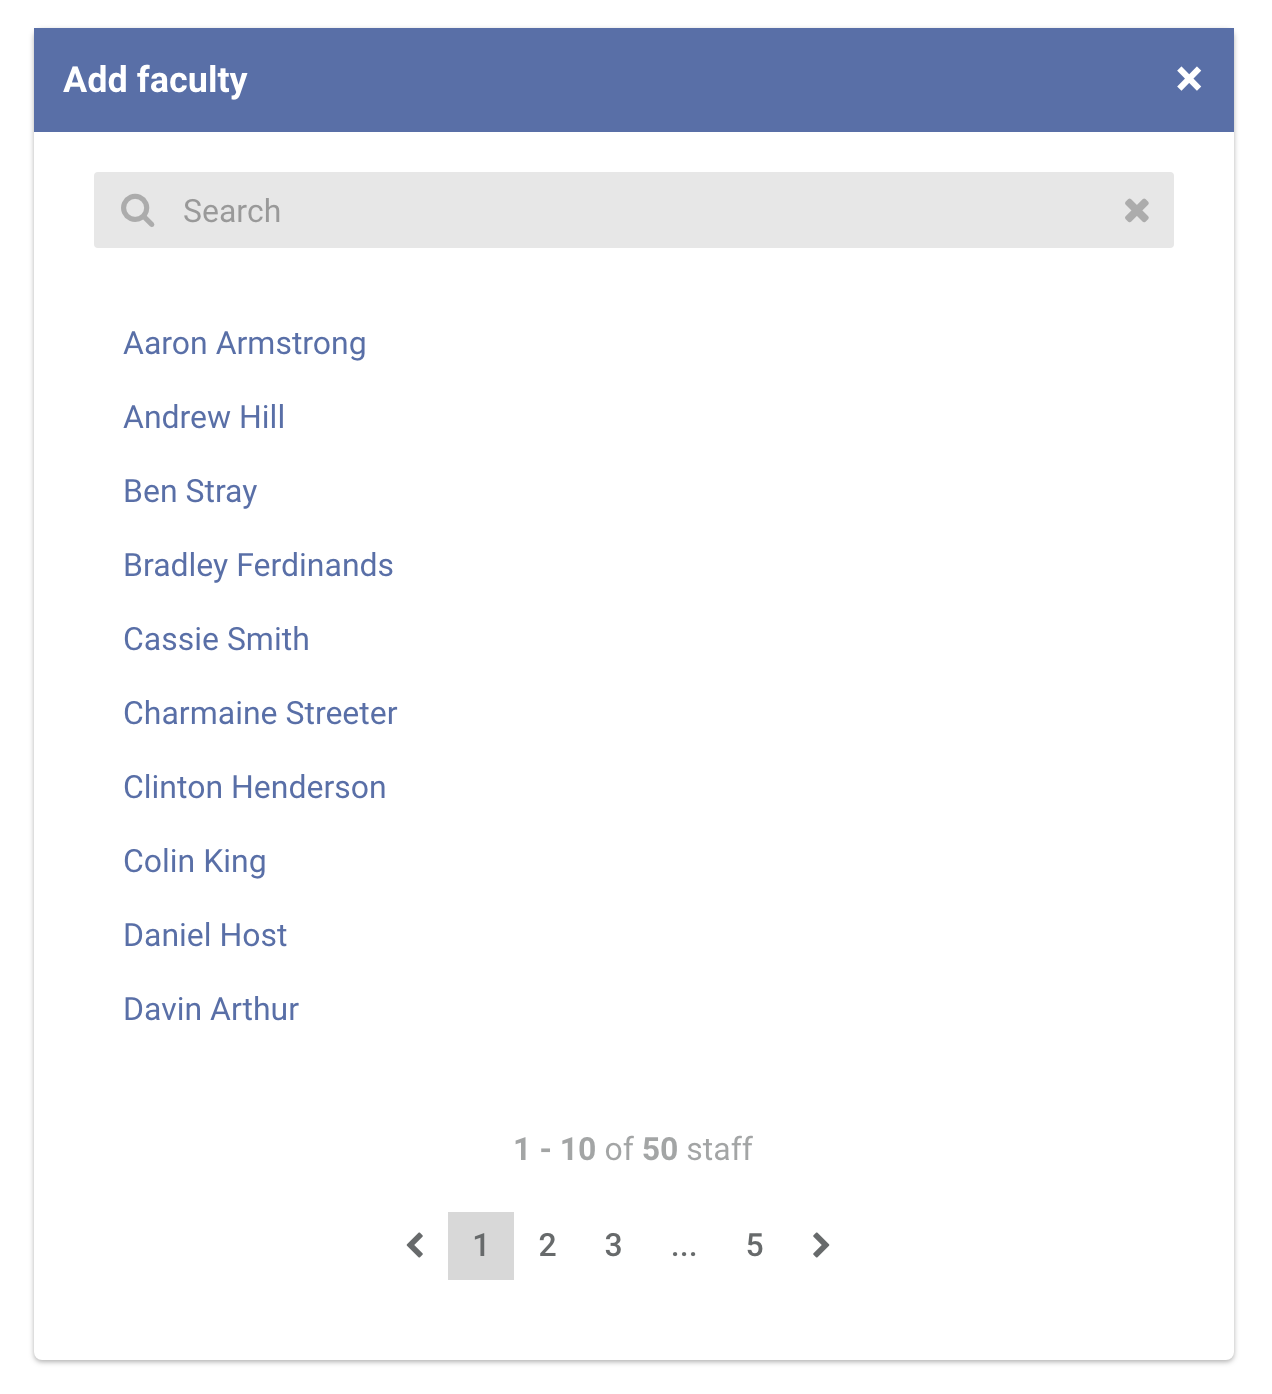 Add faculty
Search
Aaron Armstrong
Andrew Hill
Ben Stray
Bradley Ferdinands
Cassie Smith
Charmaine Streeter
Clinton Henderson
Colin King
Daniel Host
Davin Arthur
1 - 10 of 50 staff
1 2 3 ... 5